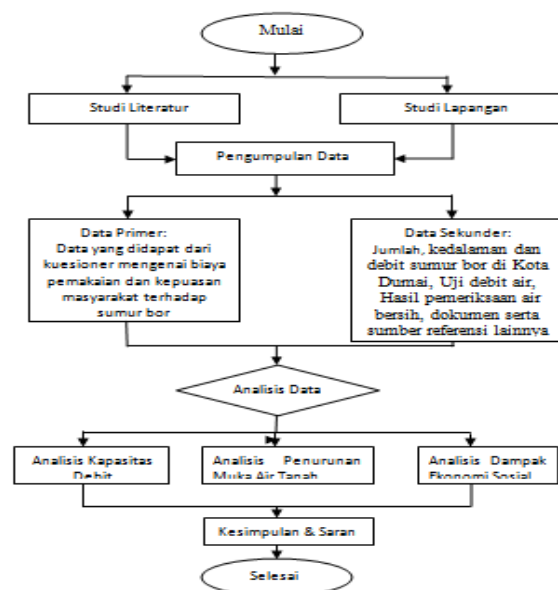 Mulai
Studi Literatur
Studi Lapangan
Pengumpulan Data
Data Primer:
Data yang didapat dari
kuesioner mengenai biaya
pemakaian dan kepuasan
masyarakat terhadap
sumur bor
Data Sekunder:
Jumlah, kedalaman dan
debit sumur bor di Kota
Dumai, Uji debit air,
Hasil pemeriksaan air
bersih, dokumen serta
sumber referensi lainnya
Analisis Data
Analisis Kapasitas
Debit
Analisis Penurunan
Muka Air Tanah
Analisis Dampak
Ekonomi Sosial
Kesimpulan & Saran
Selesai